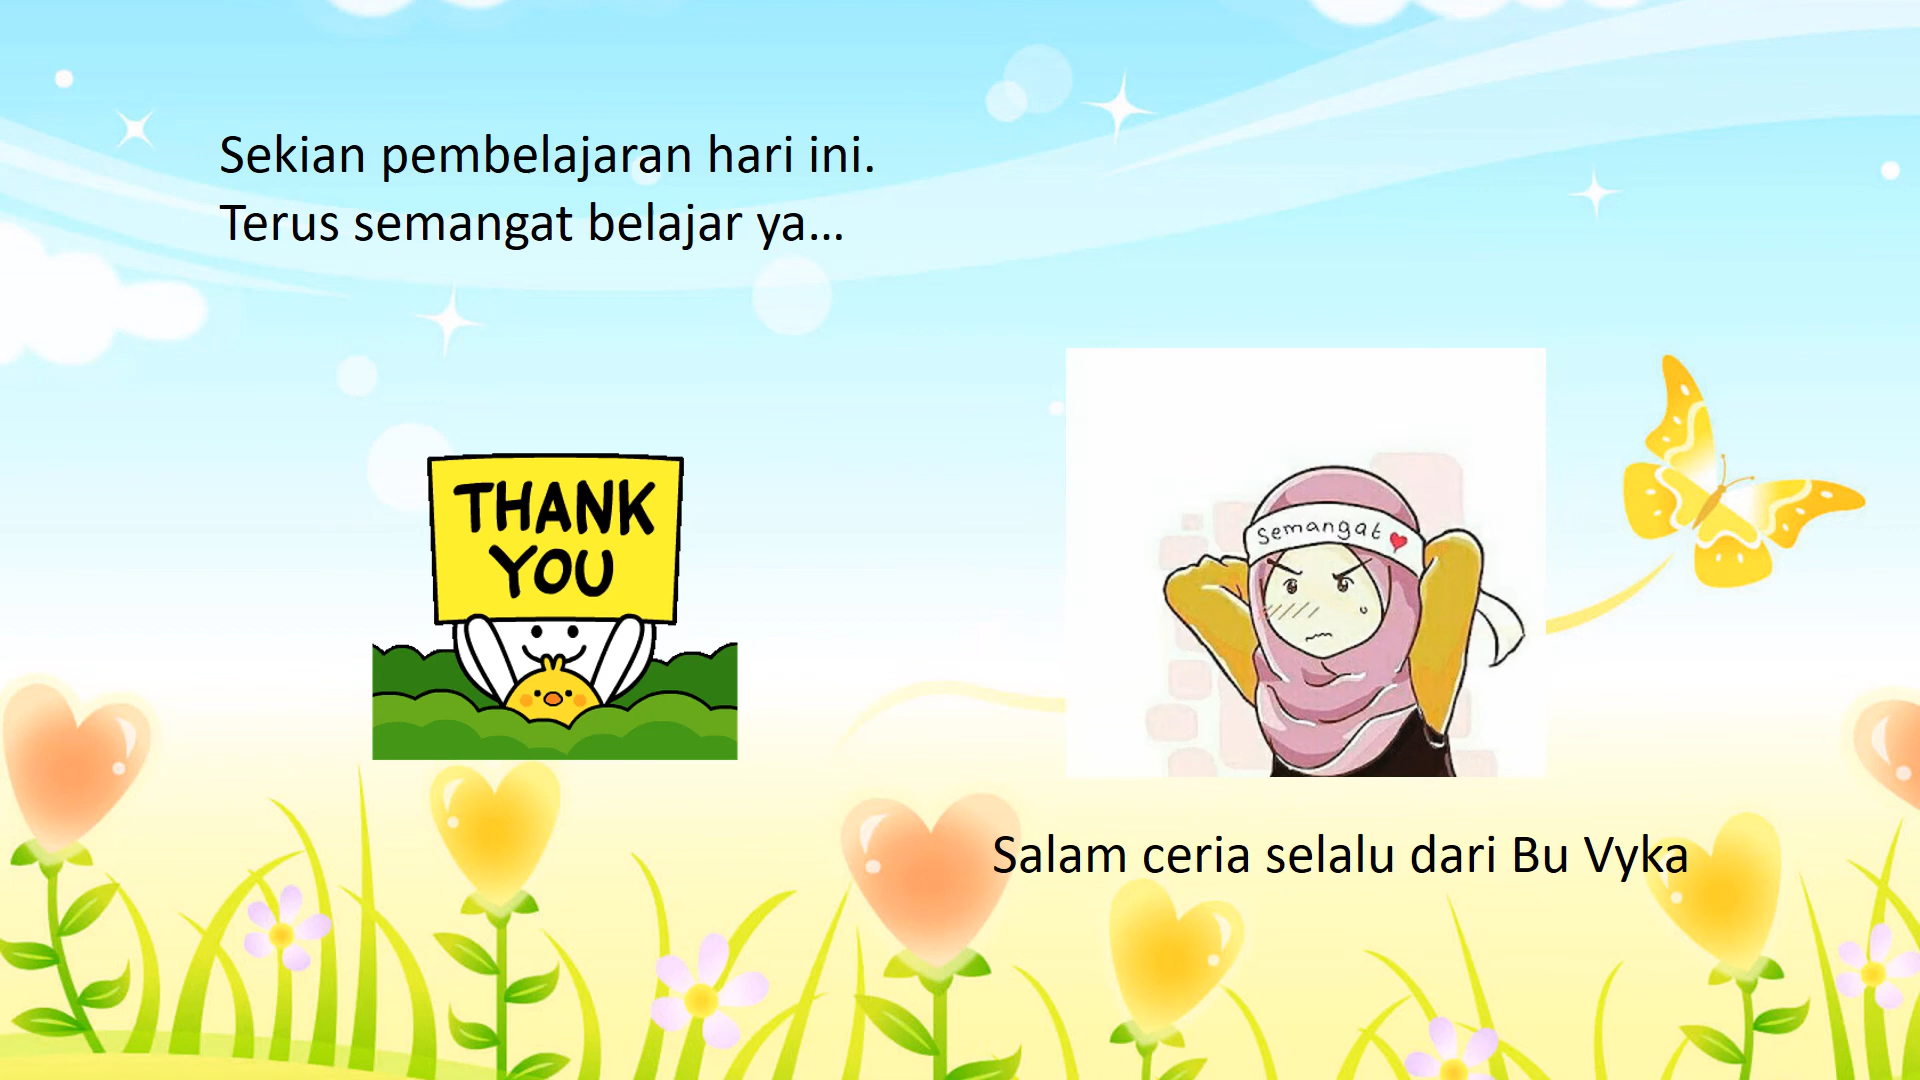 Sekian pembelajaran hari ini.
Terus semangat belajar ya...
THANK
YOU
Semangat
Salam ceria selalu dari Bu Vyka